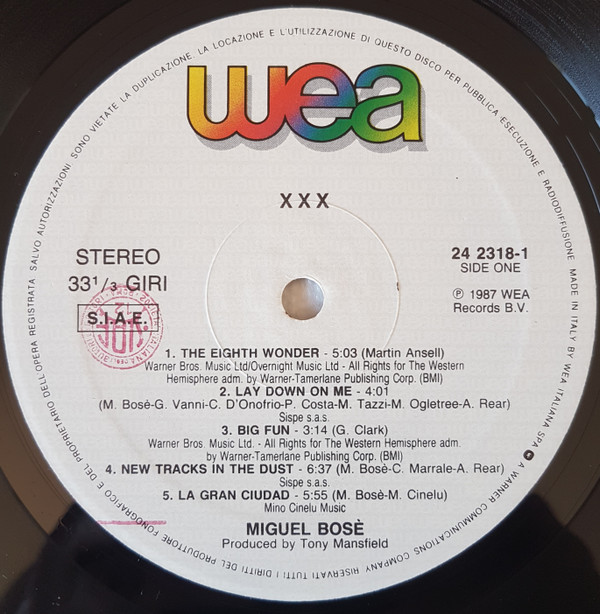 SONO VIETATE LA DUPLICAZIONE, LA LOCAZIONE E L'UTILIZZAZIONE DI QUESTO DISCO PER PUBBLICA ESECUZIONE E RADIODIFFUSIONE
wea
XXX
STEREO
33 1/3 GIRI
S.I.A.E.
24 2318-1
SIDE ONE
℗ 1987 WEA
Records B.V.
1. THE EIGHTH WONDER - 5:03 (Martin Ansell)
Warner Bros. Music Ltd/Overnight Music Ltd - All Rights for The Western
Hemisphere adm. by Warner-Tamerlane Publishing Corp. (BMI)
2. LAY DOWN ON ME - 4:01
(M. Bosè-G. Vanni-C. D'Onofrio-P. Costa-M. Tazzi-M. Ogletree-A. Rear)
Sispe s.a.s.
3. BIG FUN - 3:14 (G. Clark)
Warner Bros. Music Ltd. - All Rights for The Western Hemisphere adm.
by Warner-Tamerlane Publishing Corp. (BMI)
4. NEW TRACKS IN THE DUST - 6:37 (M. Bosè-C. Marrale-A. Rear)
Sispe s.a.s.
5. LA GRAN CIUDAD - 5:55 (M. Bosè-M. Cinelu)
Mino Cinelu Music
MIGUEL BOSÈ
Produced by Tony Mansfield
MADE IN ITALY BY WEA ITALIANA SPA A WARNER COMMUNICATIONS COMPANY RISERVATI TUTTI I DIRITTI DEL PRODUTTORE FONOGRAFICO E DEL PROPRIETARIO DELL'OPERA REGISTRATA SALVO AUTORIZZAZIONI